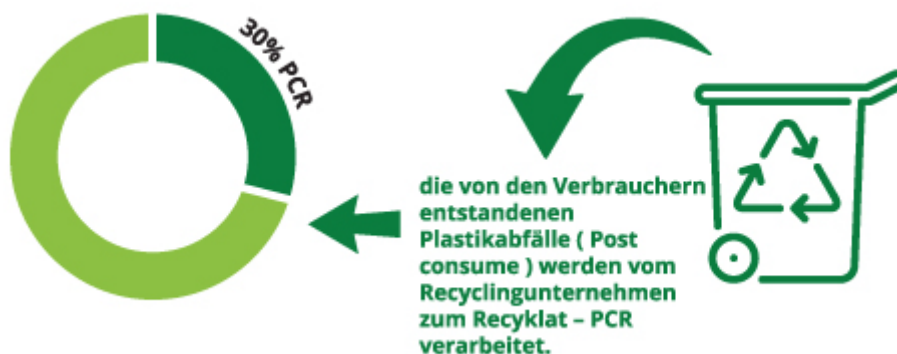 30% PCR
die von den Verbrauchern
entstandenen
Plastikabfälle ( Post
consume ) werden vom
Recyclingunternehmen
zum Recyklat – PCR
verarbeitet.